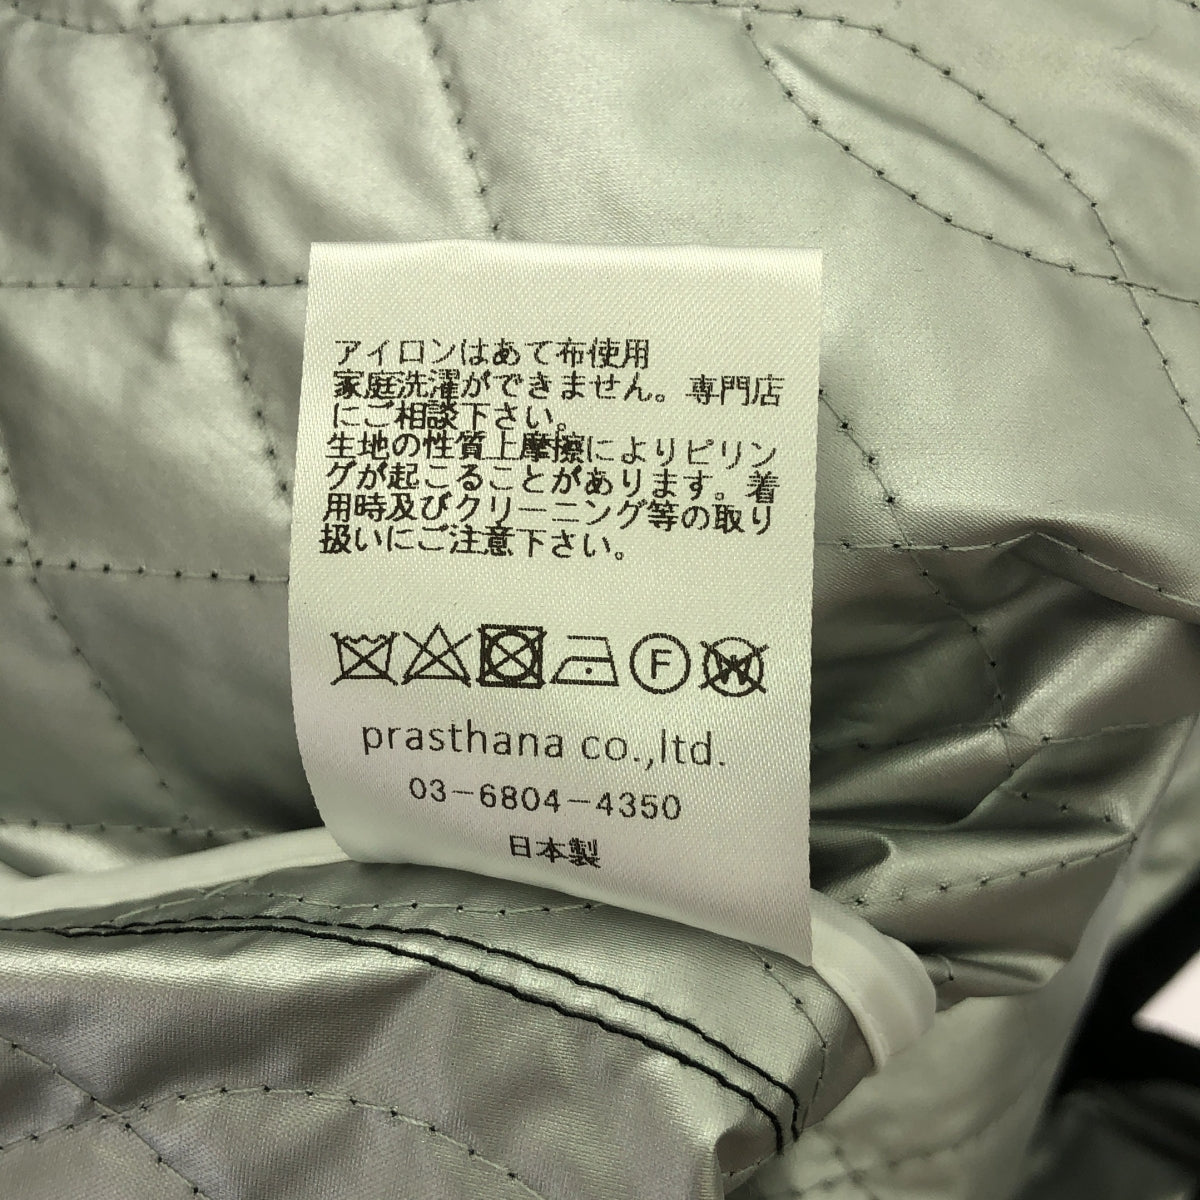 アイロンはあて布使用
家庭洗濯ができません。専門店
にご相談下さい。
生地の性質上摩擦によりピリン
グが起こることがあります。着
用時及びクリーニング等の取り
扱いにご注意下さい。
F W
prasthana co.,ltd.
03-6804-4350
日本製